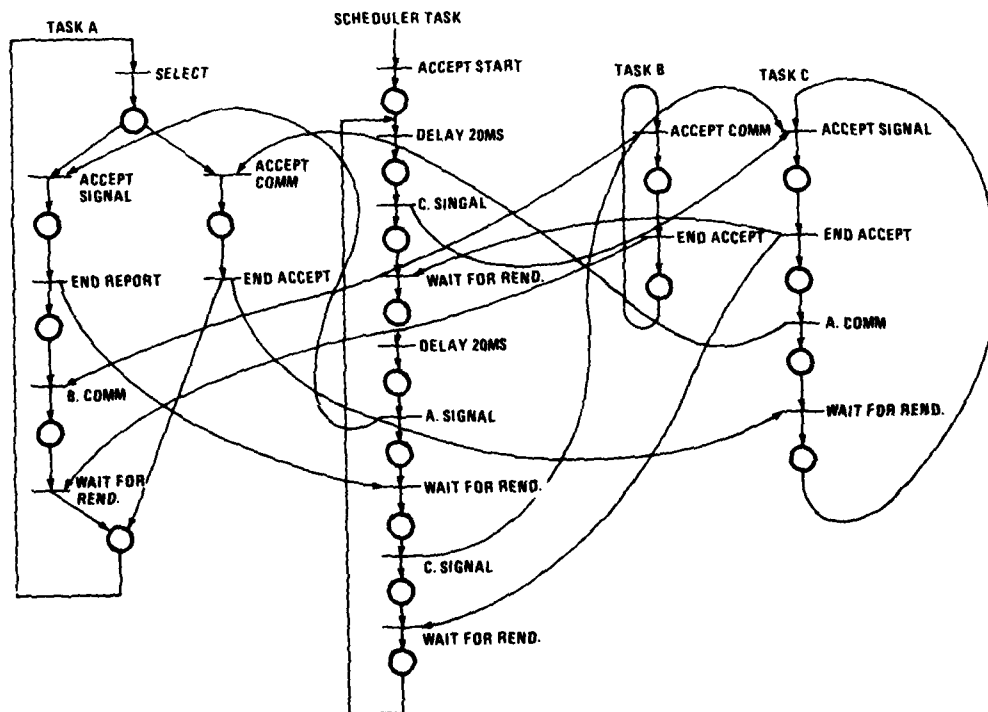 TASK A
SELECT
ACCEPT
SIGNAL
ACCEPT
COMM
END REPORT
END ACCEPT
B. COMM
WAIT FOR
REND.
SCHEDULER TASK
ACCEPT START
DELAY 20MS
C. SINGAL
WAIT FOR REND.
DELAY 20MS
A. SIGNAL
WAIT FOR REND.
C. SIGNAL
WAIT FOR REND.
TASK B
ACCEPT COMM
END ACCEPT
TASK C
ACCEPT SIGNAL
END ACCEPT
A. COMM
WAIT FOR REND.